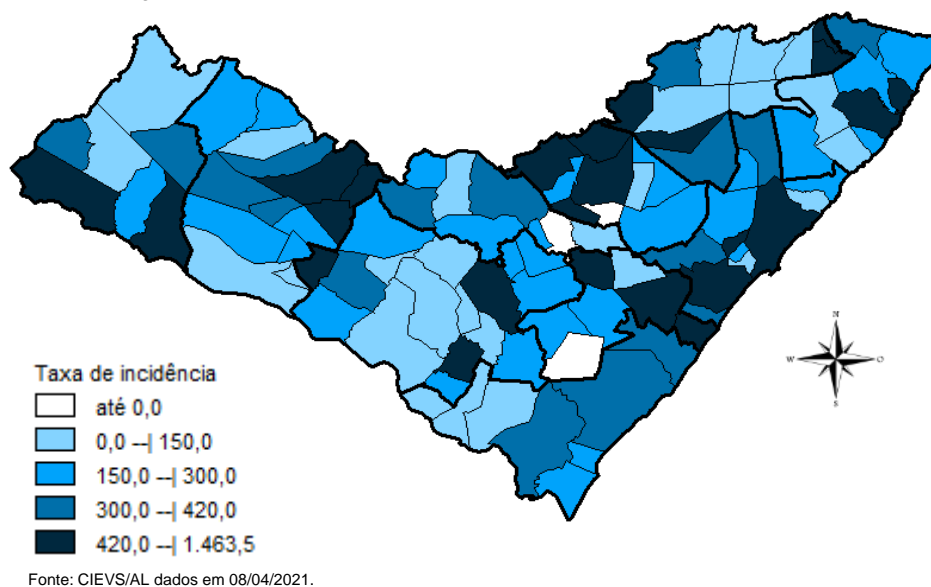 N
W
O
S
Taxa de incidência
até 0,0
0,0 --| 150,0
150,0 --| 300,0
300,0 --| 420,0
420,0 --| 1.463,5
Fonte: CIEVS/AL dados em 08/04/2021.